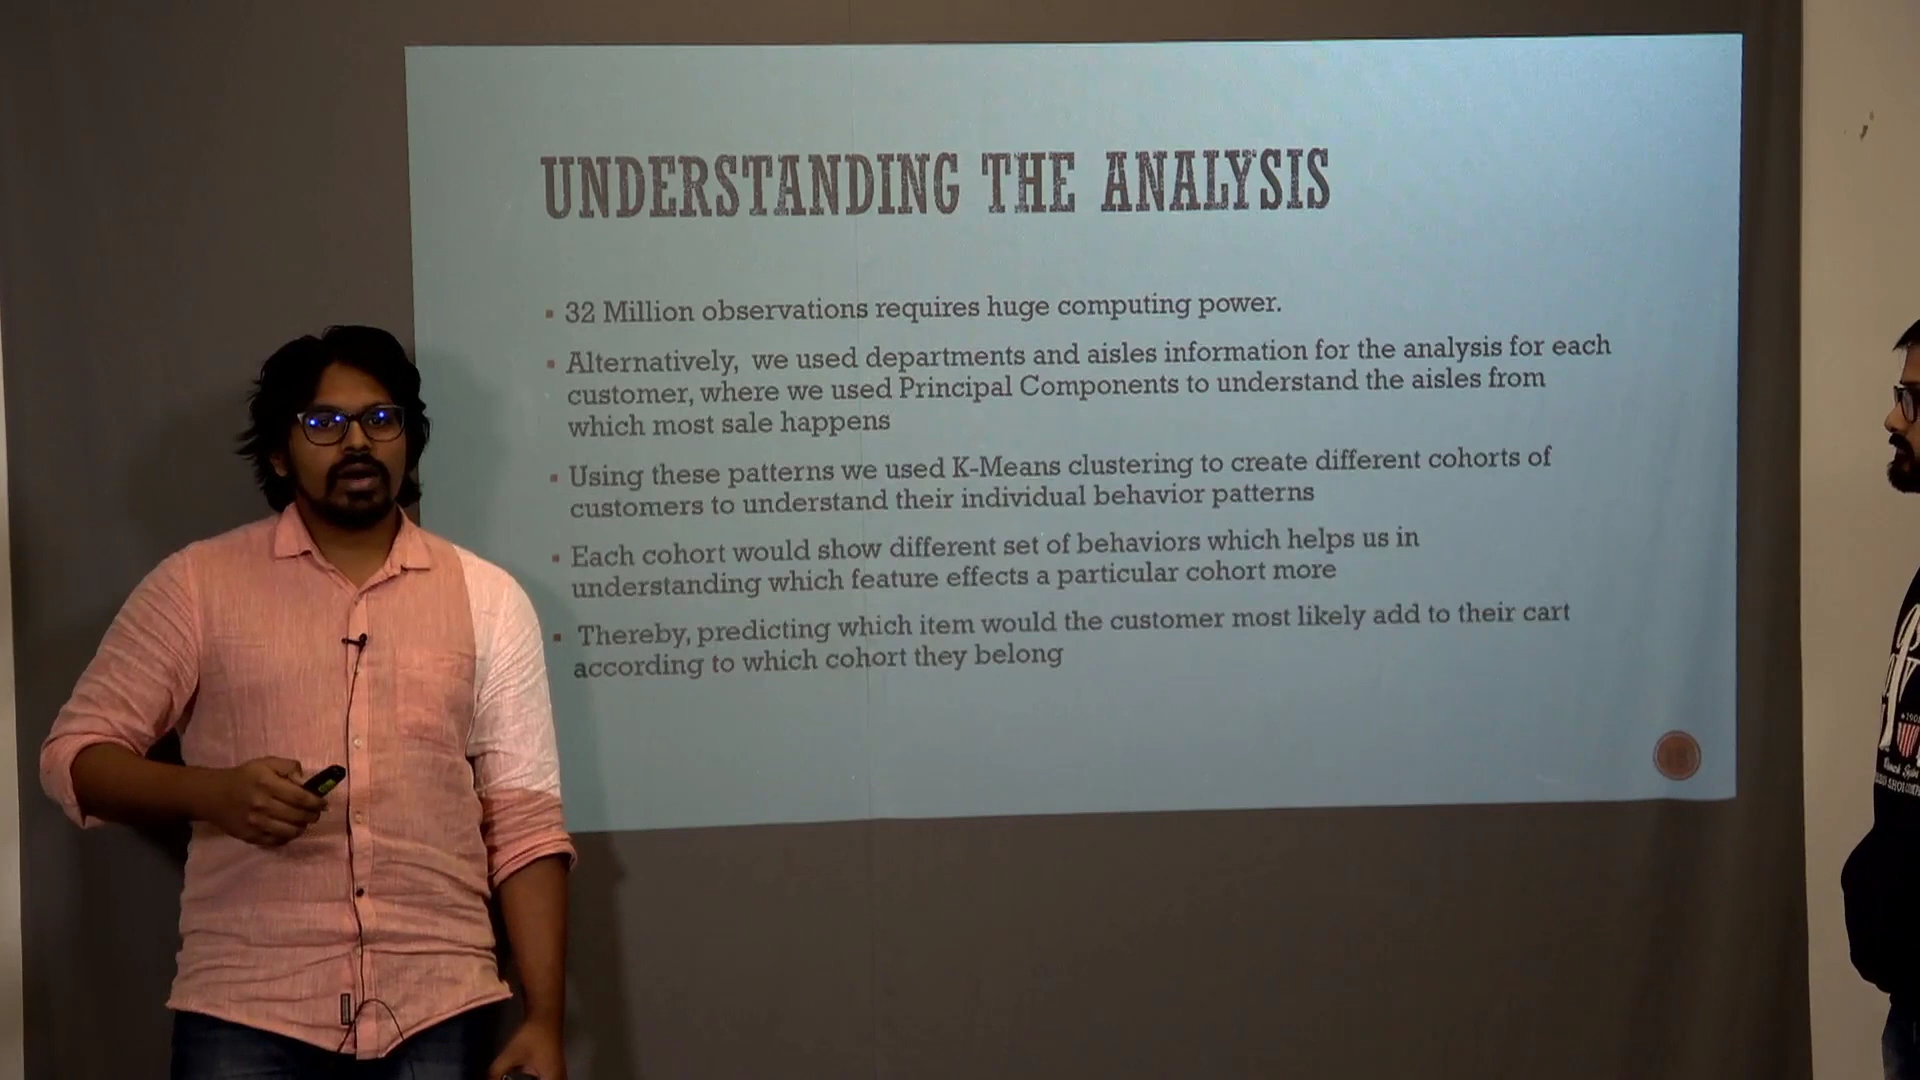 UNDERSTANDING THE ANALYSIS
▪ 32 Million observations requires huge computing power.
▪ Alternatively, we used departments and aisles information for the analysis for each
customer, where we used Principal Components to understand the aisles from
which most sale happens
▪ Using these patterns we used K-Means clustering to create different cohorts of
customers to understand their individual behavior patterns
▪ Each cohort would show different set of behaviors which helps us in
understanding which feature effects a particular cohort more
▪ Thereby, predicting which item would the customer most likely add to their cart
according to which cohort they belong